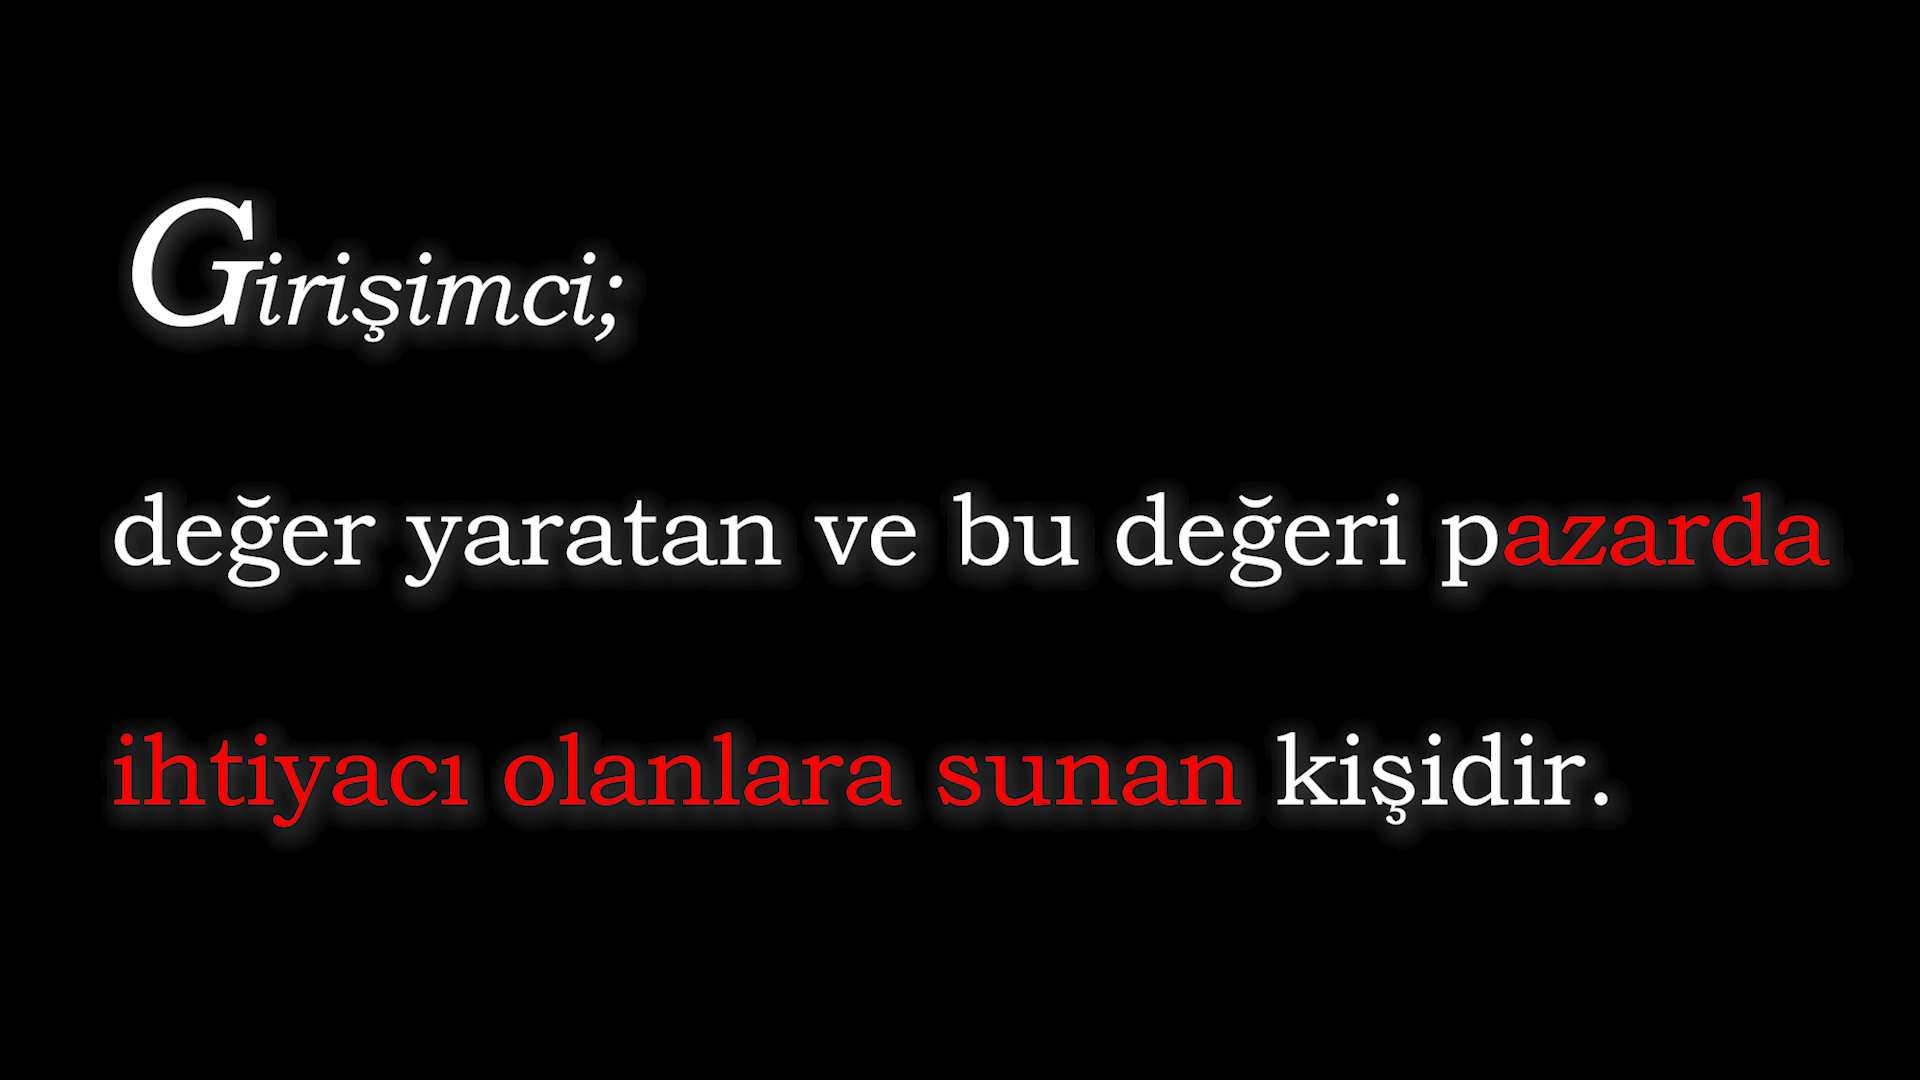 Girişimci;
değer yaratan ve bu değeri pazarda
ihtiyacı olanlara sunan kişidir.